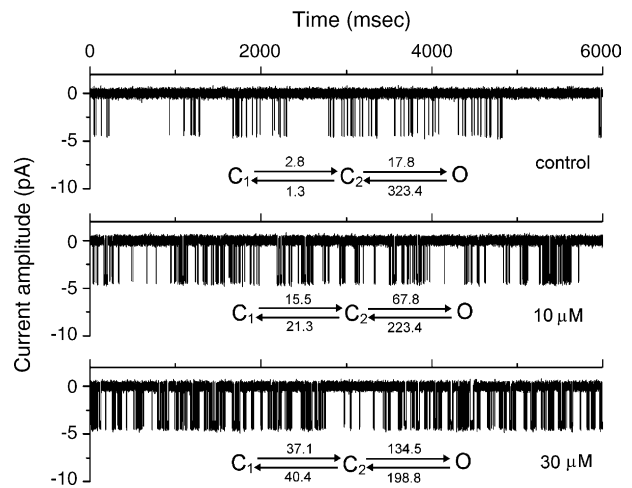 Time (msec)
0 2000 4000 6000
Current amplitude (pA)
0
-5
-10
control
2.8 17.8
C1 C2 O
1.3 323.4
0
-5
-10
10 µM
15.5 67.8
C1 C2 O
21.3 223.4
0
-5
-10
30 µM
37.1 134.5
C1 C2 O
40.4 198.8